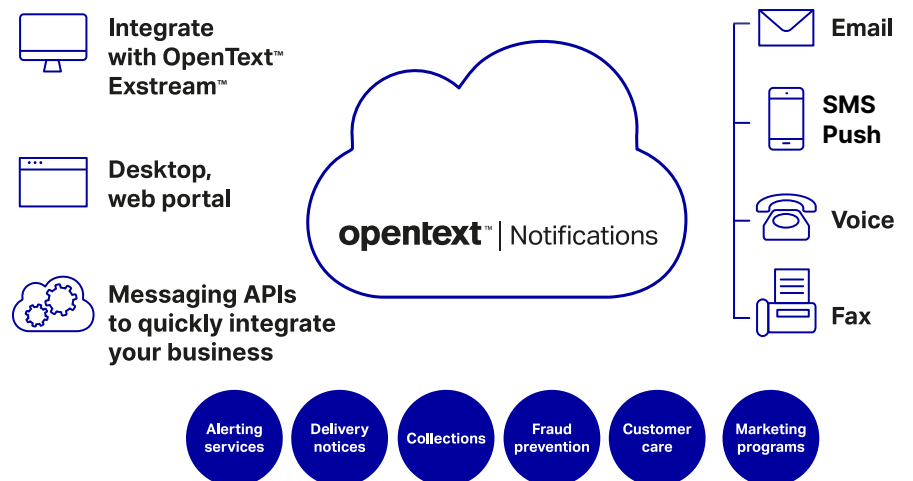 Integrate
with OpenText™
Exstream™
Desktop,
web portal
Messaging APIs
to quickly integrate
your business
opentext™ | Notifications
Email
SMS
Push
Voice
Fax
Alerting
services
Delivery
notices
Collections
Fraud
prevention
Customer
care
Marketing
programs